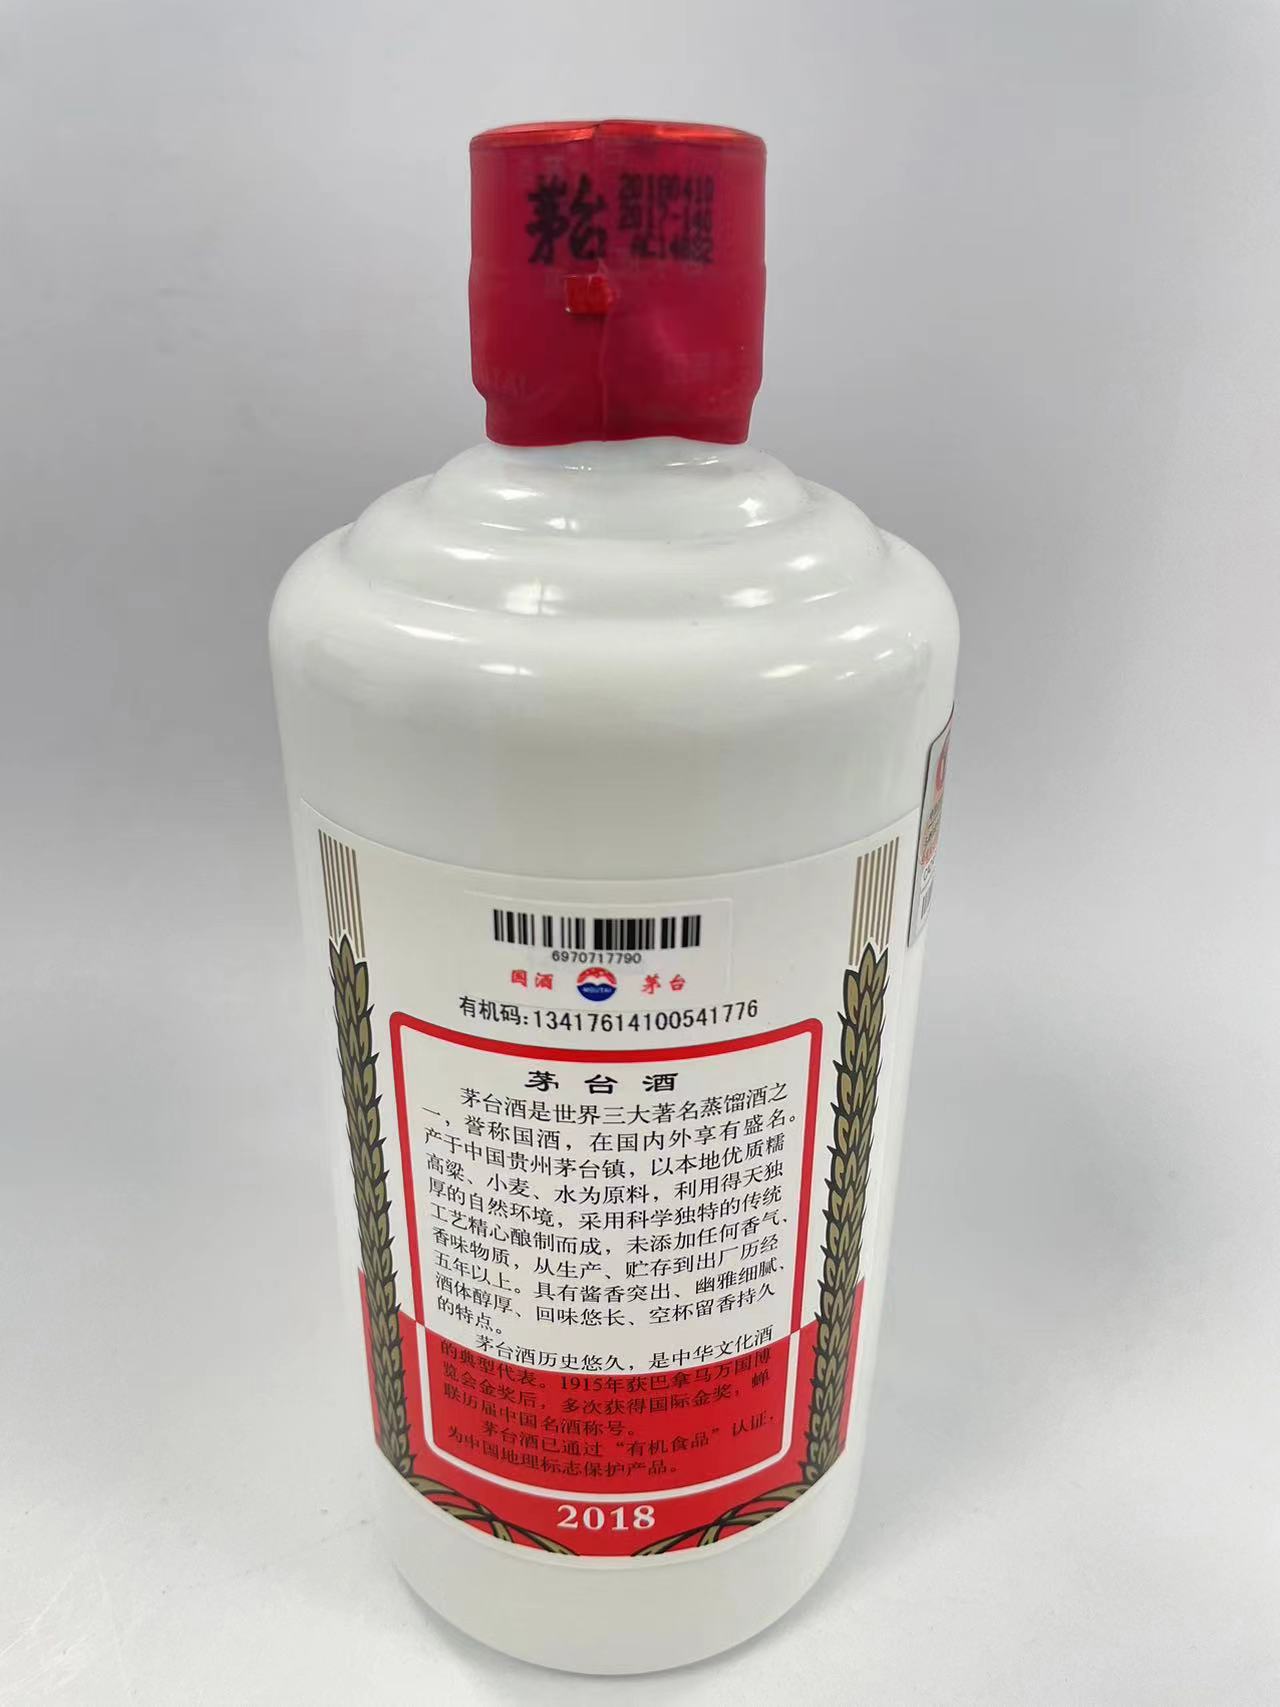 茅台
20180410
2017-140
6970717790
国酒 MOUTAI 茅台
有机码:13417614100541776
茅台酒
茅台酒是世界三大著名蒸馏酒之
一，誉称国酒，在国内外享有盛名。
产于中国贵州茅台镇，以本地优质糯
高粱、小麦、水为原料，利用得天独
厚的自然环境，采用科学独特的传统
工艺精心酿制而成，未添加任何香气、
香味物质，从生产、贮存到出厂历经
五年以上。具有酱香突出、幽雅细腻、
酒体醇厚、回味悠长、空杯留香持久
的特点。
茅台酒历史悠久，是中华文化酒
的典型代表。1915年获巴拿马万国博
览会金奖后，多次获得国际金奖，蝉
联历届中国名酒称号。
茅台酒已通过“有机食品”认证，
为中国地理标志保护产品。
2018